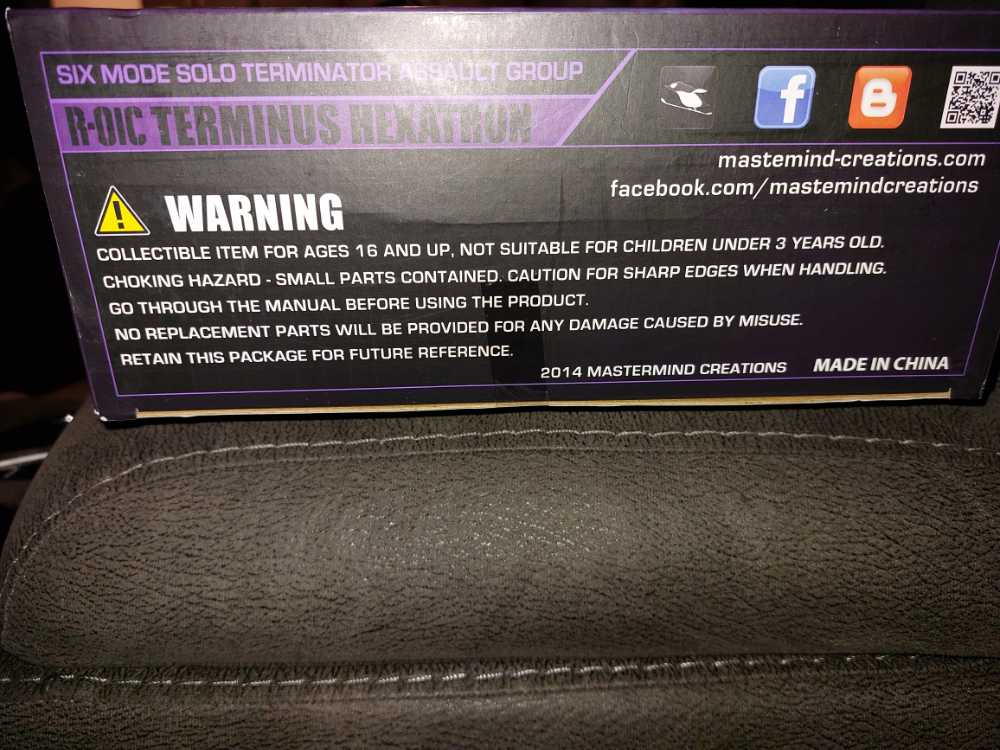 SIX MODE SOLO TERMINATOR ASSAULT GROUP
R-01C TERMINUS HEXATRON
mastemind-creations.com
facebook.com/mastemindcreations
WARNING
COLLECTIBLE ITEM FOR AGES 16 AND UP, NOT SUITABLE FOR CHILDREN UNDER 3 YEARS OLD.
CHOKING HAZARD - SMALL PARTS CONTAINED. CAUTION FOR SHARP EDGES WHEN HANDLING.
GO THROUGH THE MANUAL BEFORE USING THE PRODUCT.
NO REPLACEMENT PARTS WILL BE PROVIDED FOR ANY DAMAGE CAUSED BY MISUSE.
RETAIN THIS PACKAGE FOR FUTURE REFERENCE.
2014 MASTERMIND CREATIONS MADE IN CHINA